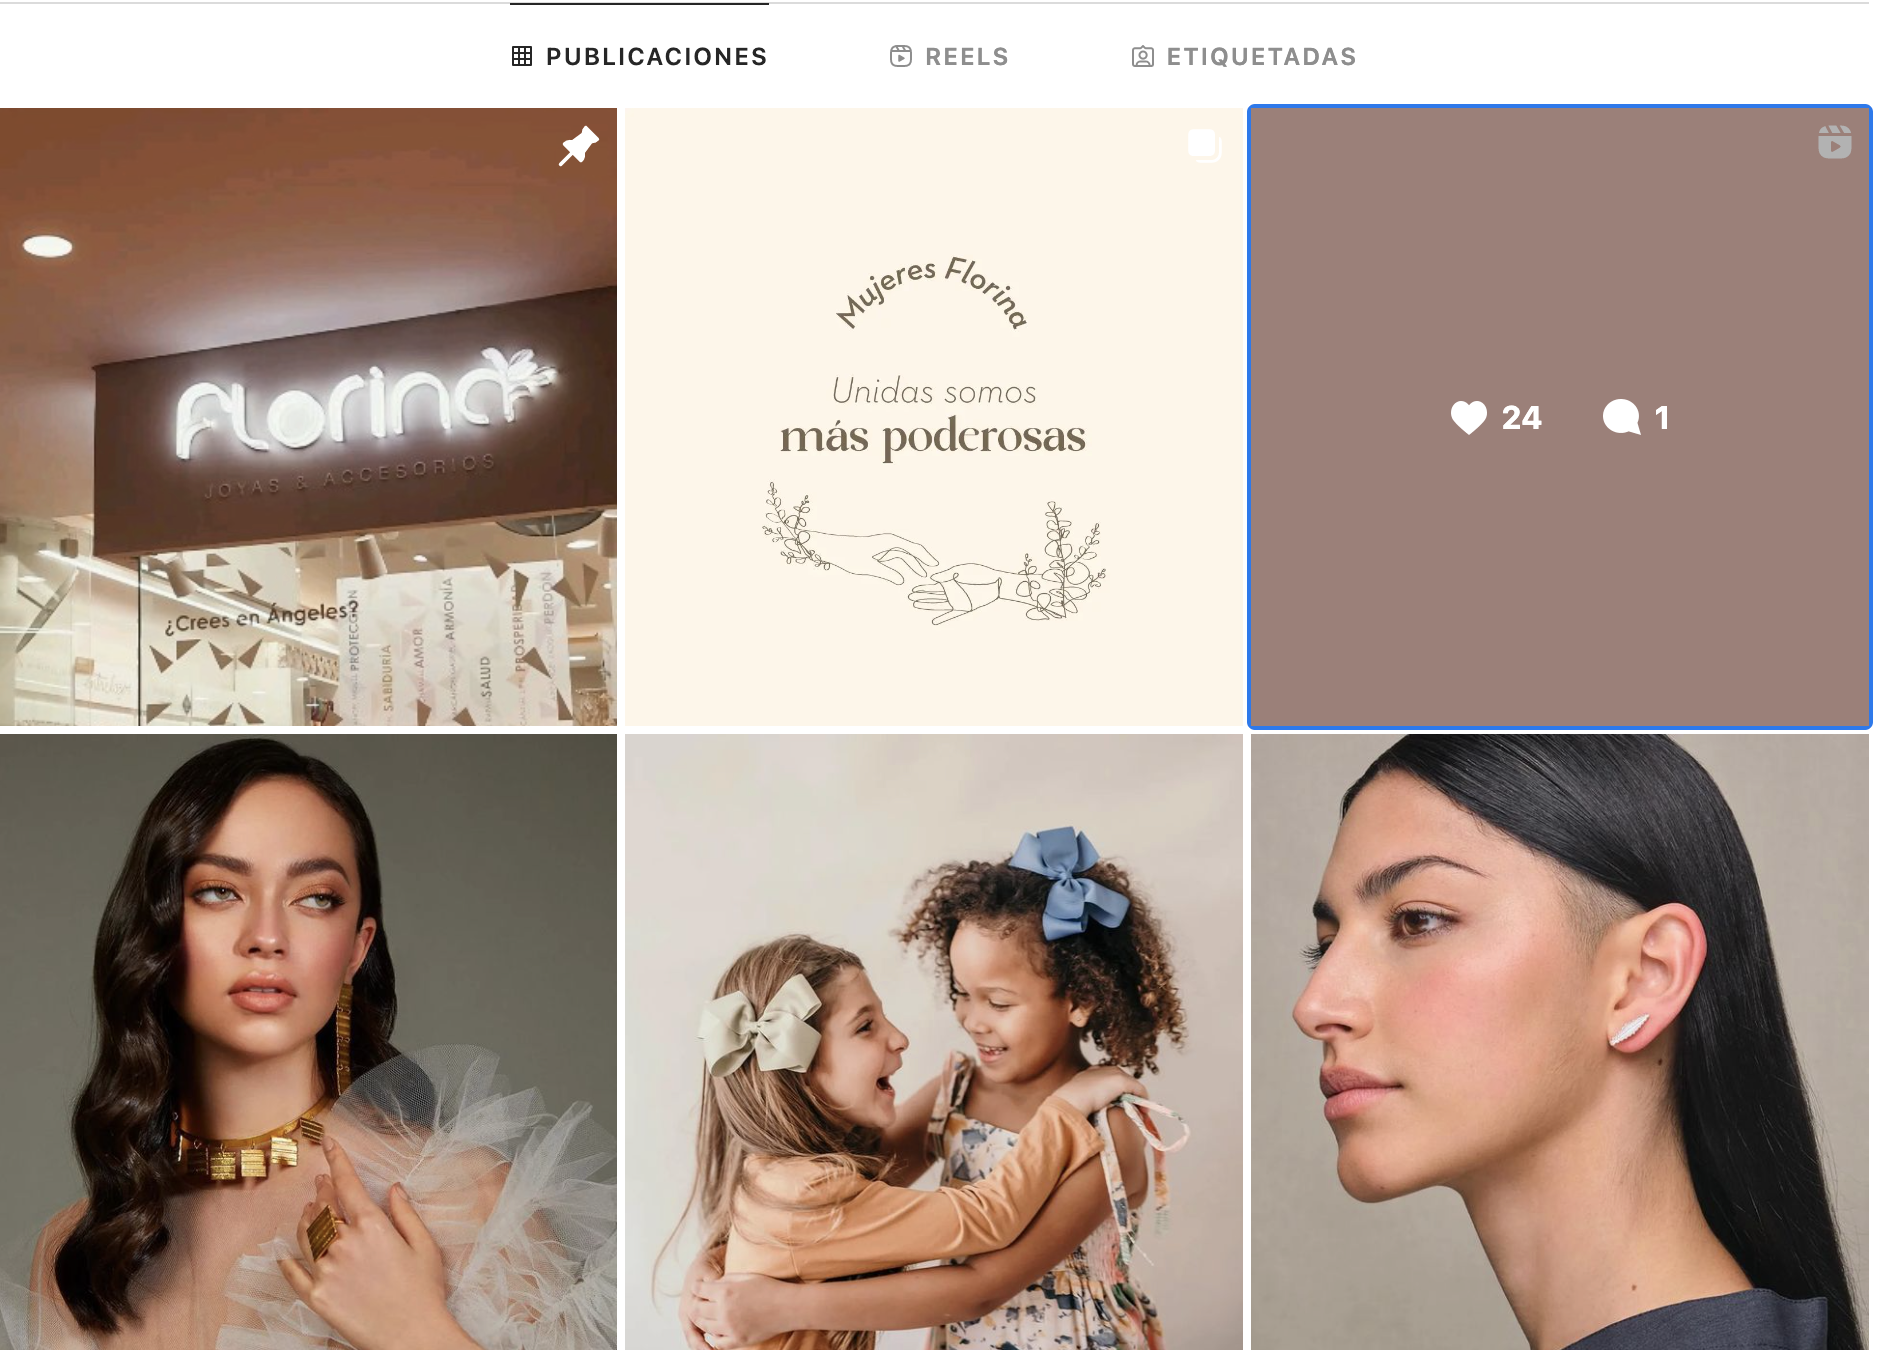 PUBLICACIONES
REELS
ETIQUETADAS
florina
JOYAS & ACCESORIOS
¿Crees en Ángeles?
PROTECCIÓN
SABIDURÍA
AMOR
ARMONÍA
SALUD
PROSPERIDAD
PERDÓN
Mujeres Florina
Unidas somos
más poderosas
24
1